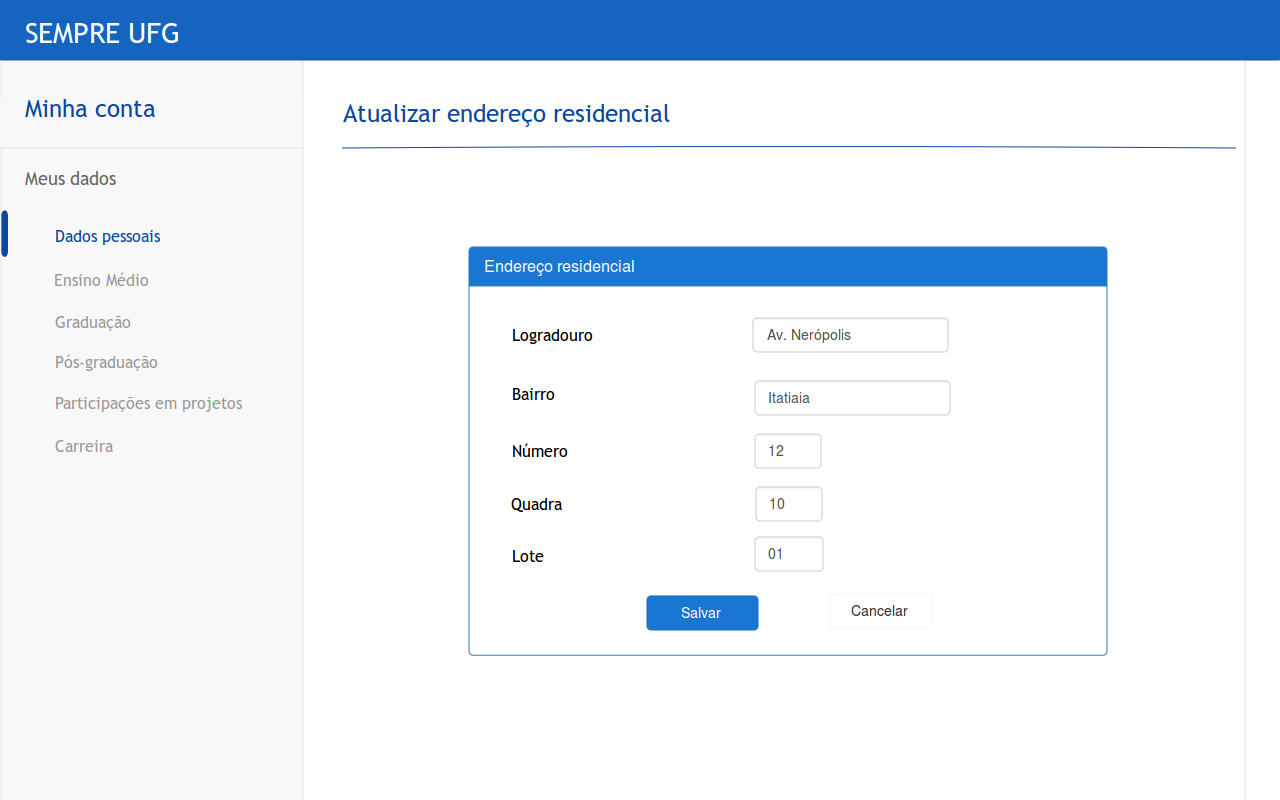 SEMPRE UFG
Minha conta
Meus dados
Dados pessoais
Ensino Médio
Graduação
Pós-graduação
Participações em projetos
Carreira
Atualizar endereço residencial
Endereço residencial
Logradouro Av. Nerópolis
Bairro Itatiaia
Número 12
Quadra 10
Lote 01
Salvar Cancelar